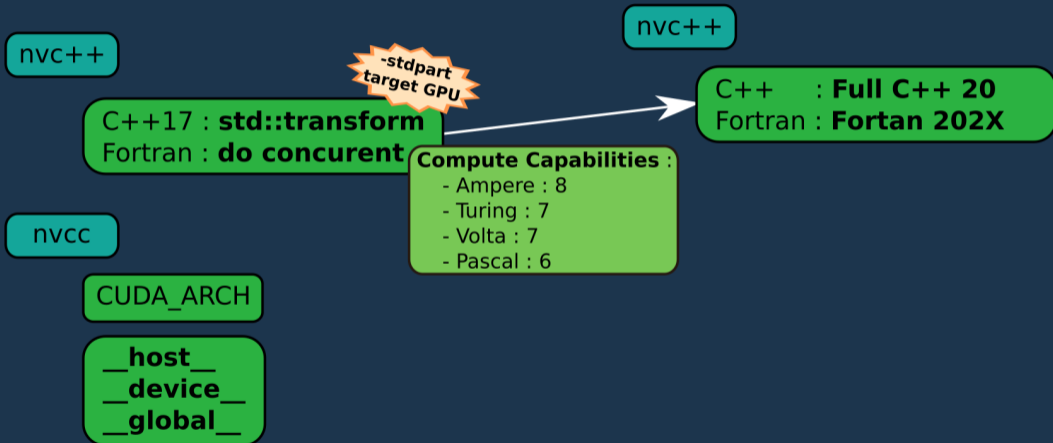 nvc++
-stdpart
target GPU
C++17 : std::transform
Fortran : do concurent
Compute Capabilities :
- Ampere : 8
- Turing : 7
- Volta : 7
- Pascal : 6
nvc++
C++ : Full C++ 20
Fortran : Fortan 202X
nvcc
CUDA_ARCH
__host__
__device__
__global__